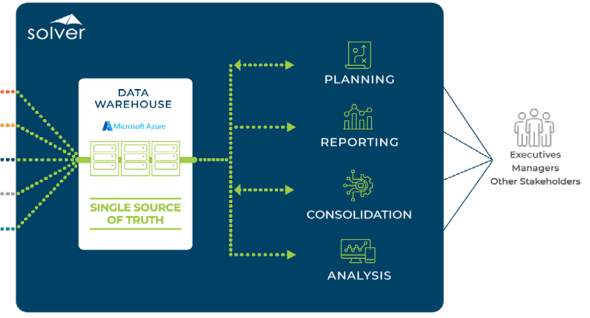 solver
DATA
WAREHOUSE
Microsoft Azure
SINGLE SOURCE
OF TRUTH
PLANNING
REPORTING
CONSOLIDATION
ANALYSIS
Executives
Managers
Other Stakeholders